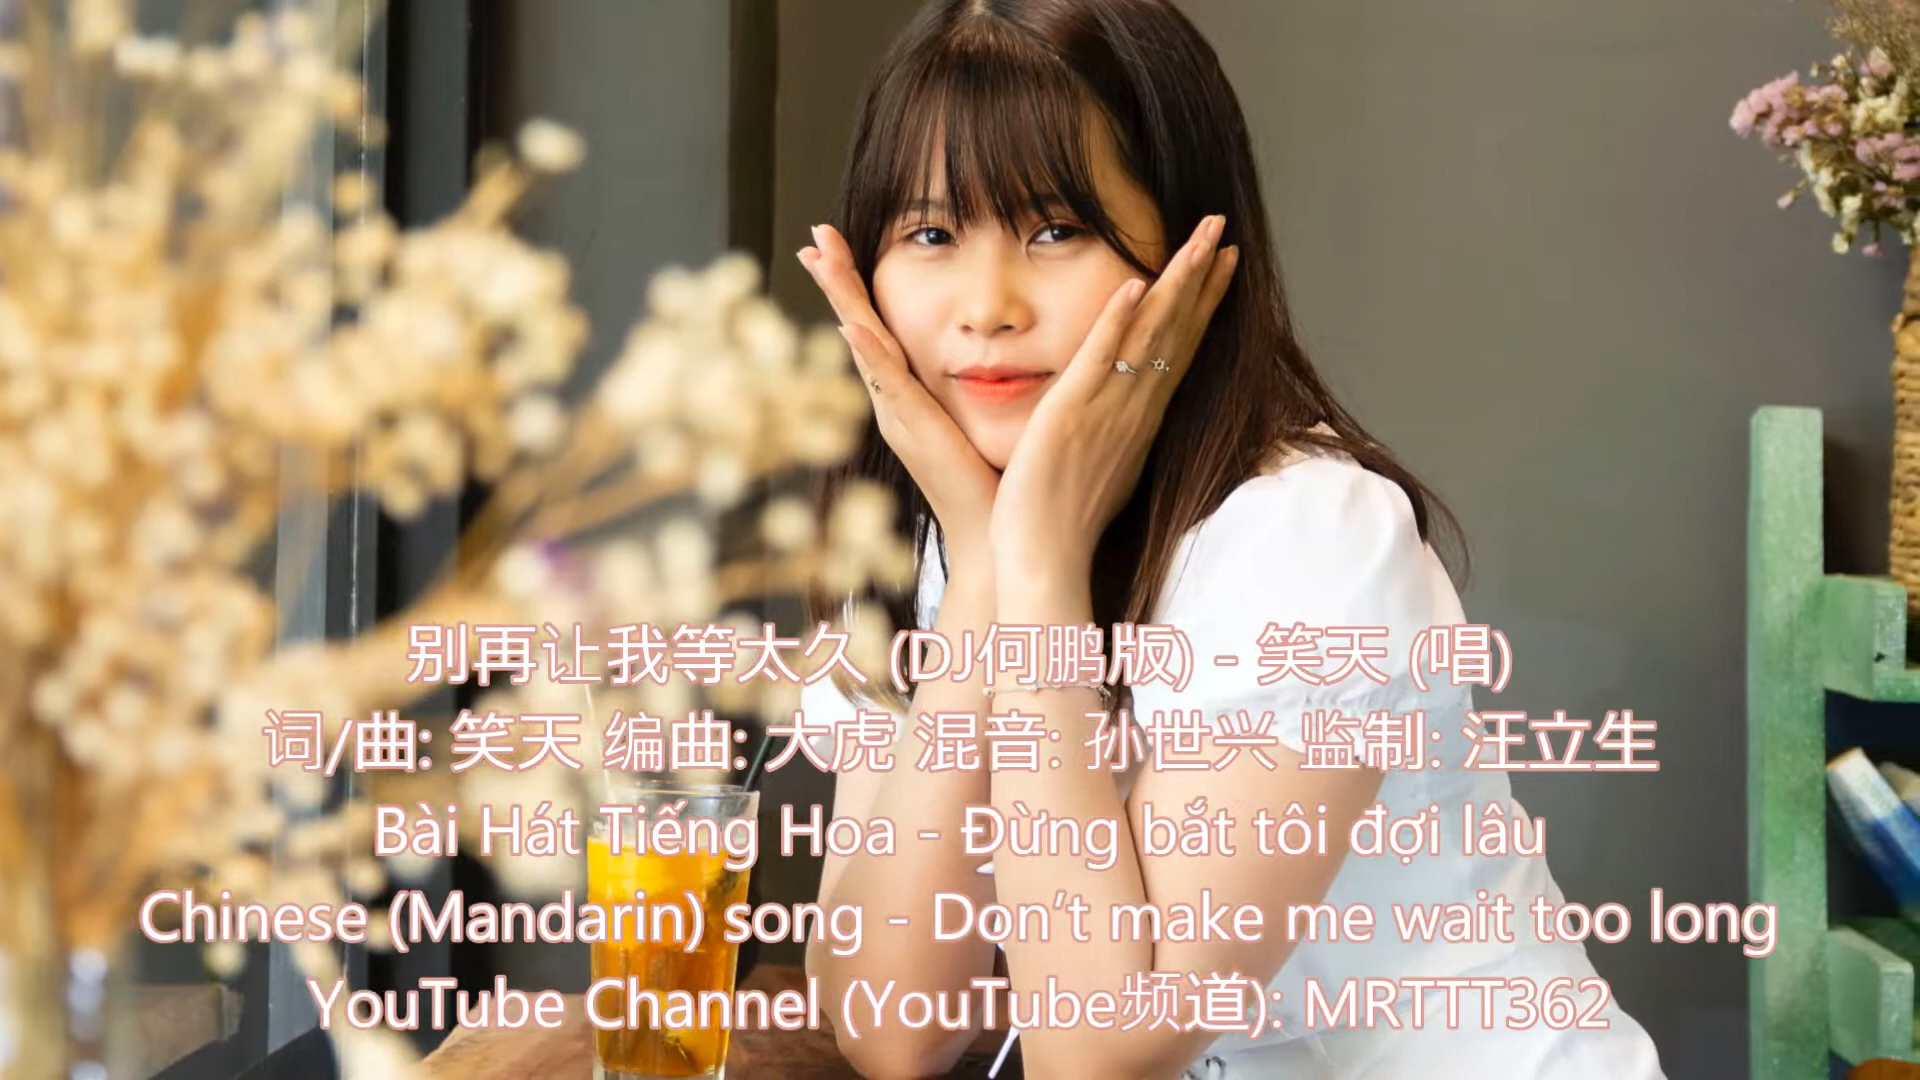 别再让我等太久 (DJ何鹏版) - 笑天 (唱)
词/曲: 笑天 编曲: 大虎 混音: 孙世兴 监制: 汪立生
Bài Hát Tiếng Hoa - Đừng bắt tôi đợi lâu
Chinese (Mandarin) song - Don't make me wait too long
YouTube Channel (YouTube频道): MRTTT362